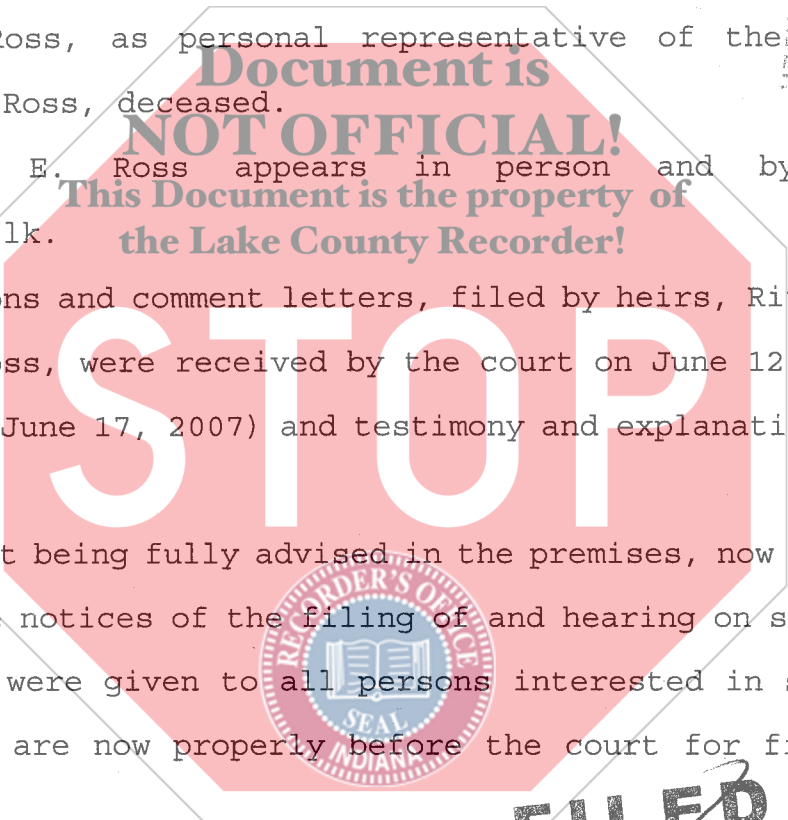 Ross, as personal representative of the
Document is
Ross, deceased.
NOT OFFICIAL!
E. Ross appears in person and by
This Document is the property of
lk.
the Lake County Recorder!
ons and comment letters, filed by heirs, Ri
oss, were received by the court on June 12
June 17, 2007) and testimony and explanati
STOP
t being fully advised in the premises, now
notices of the filing of and hearing on s
were given to all persons interested in s
are now properly before the court for fi
RECORDER'S OFFICE
SEAL
INDIANA
FILED